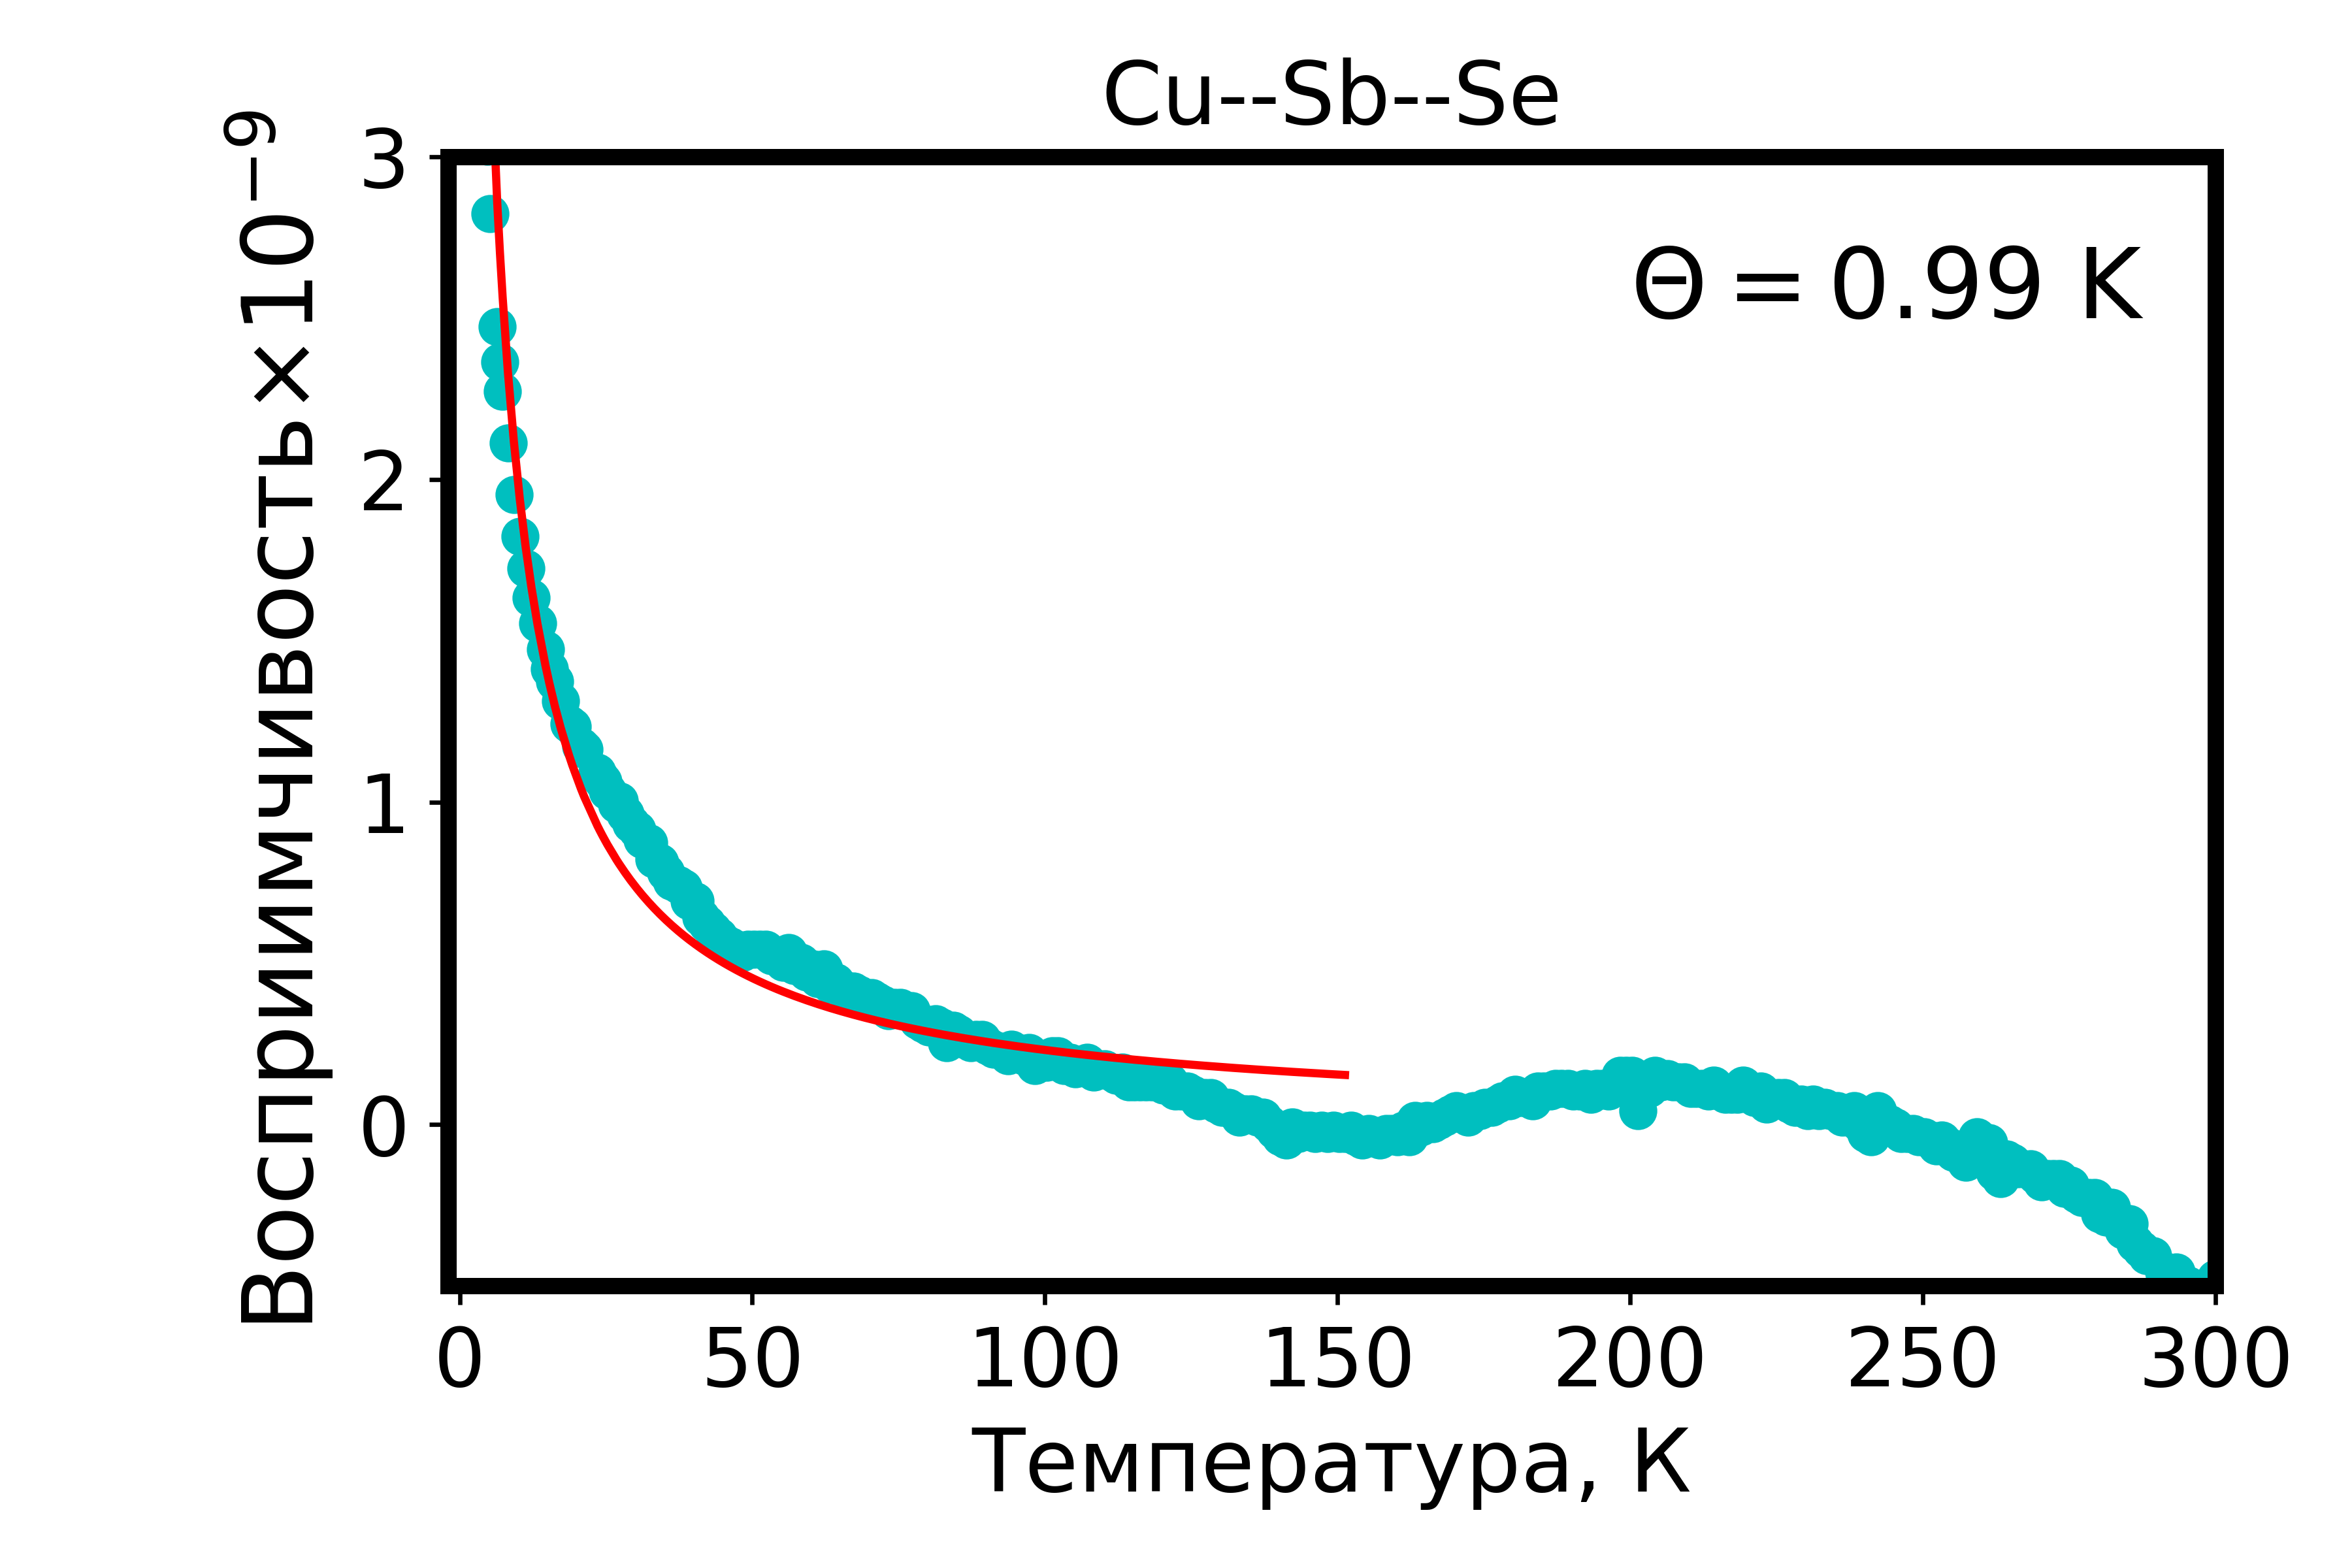 Cu--Sb--Se
Восприимчивость×10⁻⁹
3
2
1
0
Θ = 0.99 K
0 50 100 150 200 250 300
Температура, К